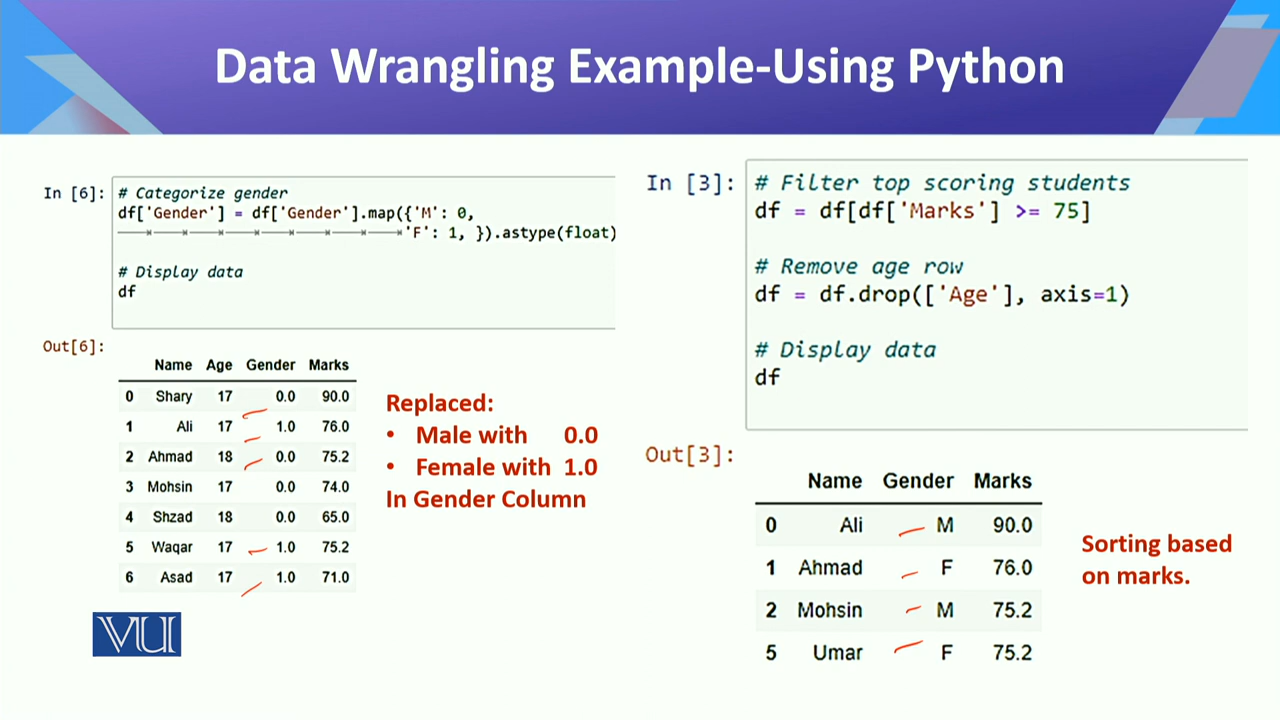 Data Wrangling Example-Using Python
In [6]:
# Categorize gender
df['Gender'] = df['Gender'].map({'M': 0,
'F': 1, }).astype(float)
# Display data
df
Out[6]:
Name Age Gender Marks
0 Shary 17 0.0 90.0
1 Ali 17 1.0 76.0
2 Ahmad 18 0.0 75.2
3 Mohsin 17 0.0 74.0
4 Shzad 18 0.0 65.0
5 Waqar 17 1.0 75.2
6 Asad 17 1.0 71.0
Replaced:
• Male with 0.0
• Female with 1.0
In Gender Column
VU
In [3]:
# Filter top scoring students
df = df[df['Marks'] >= 75]
# Remove age row
df = df.drop(['Age'], axis=1)
# Display data
df
Out[3]:
Name Gender Marks
0 Ali M 90.0
1 Ahmad F 76.0
2 Mohsin M 75.2
5 Umar F 75.2
Sorting based
on marks.